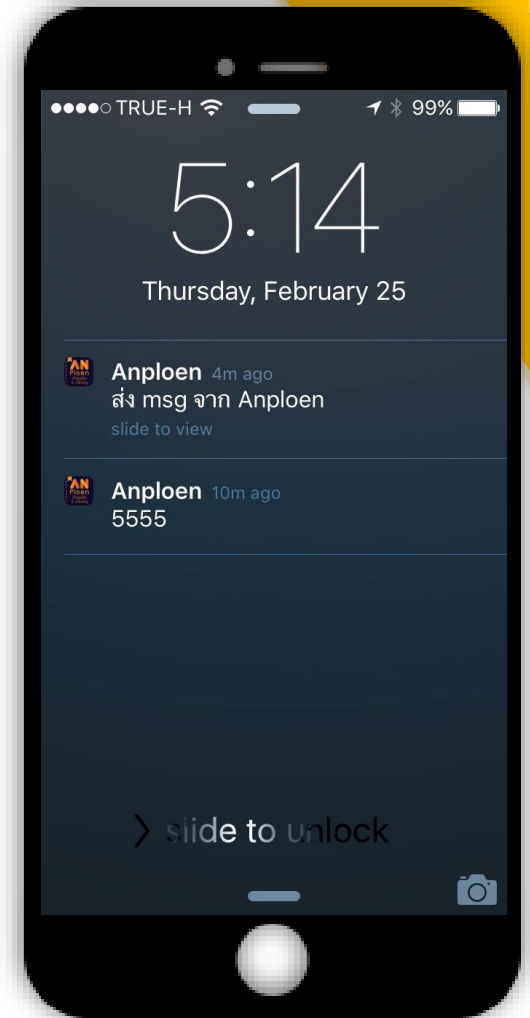 TRUE-H 99%
5:14
Thursday, February 25
Anploen 4m ago
ส่ง msg จาก Anploen
slide to view
Anploen 10m ago
5555
slide to unlock